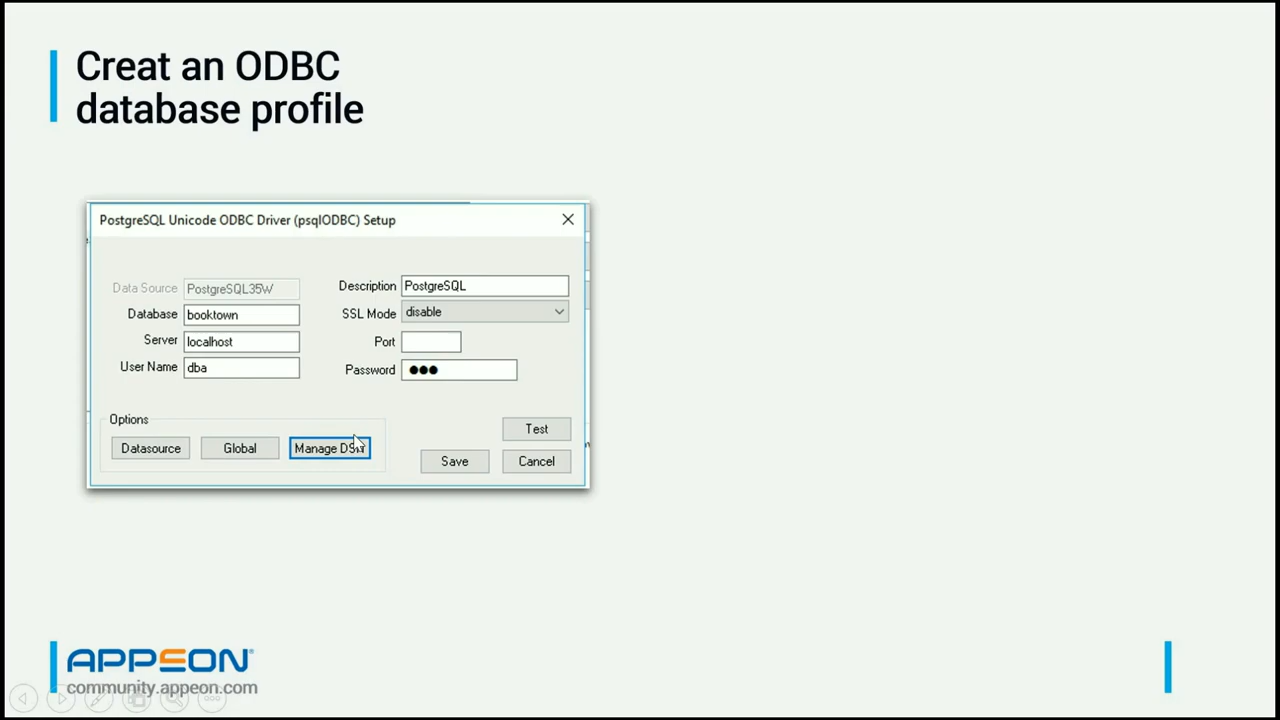 Creat an ODBC
database profile
PostgreSQL Unicode ODBC Driver (psqlODBC) Setup
Data Source PostgreSQL35W Description PostgreSQL
Database booktown SSL Mode disable
Server localhost Port
User Name dba Password
Options
Datasource Global Manage DSN
Test
Save Cancel
APPEON®
community.appeon.com